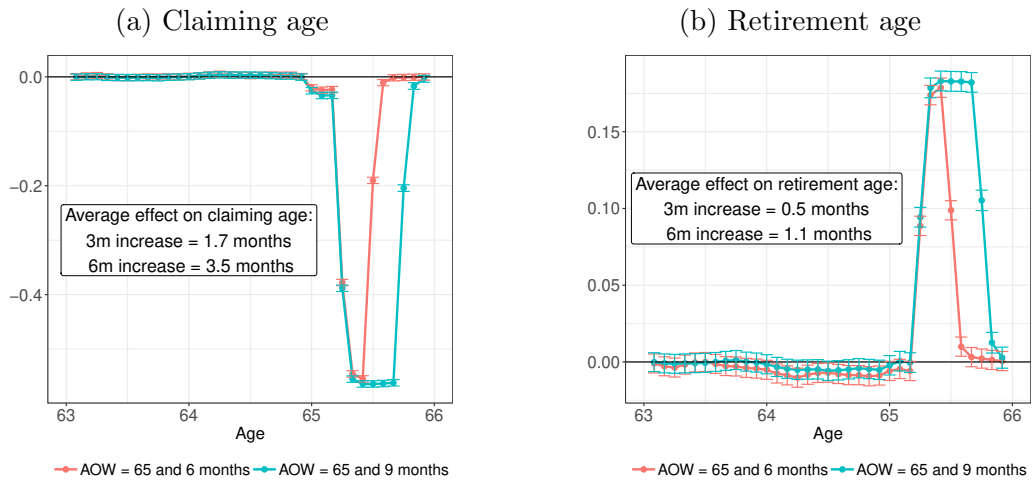 (a) Claiming age
0.0
−0.2
−0.4
Average effect on claiming age:
3m increase = 1.7 months
6m increase = 3.5 months
63
64
65
66
Age
AOW = 65 and 6 months
AOW = 65 and 9 months
(b) Retirement age
0.15
0.10
0.05
0.00
Average effect on retirement age:
3m increase = 0.5 months
6m increase = 1.1 months
63
64
65
66
Age
AOW = 65 and 6 months
AOW = 65 and 9 months